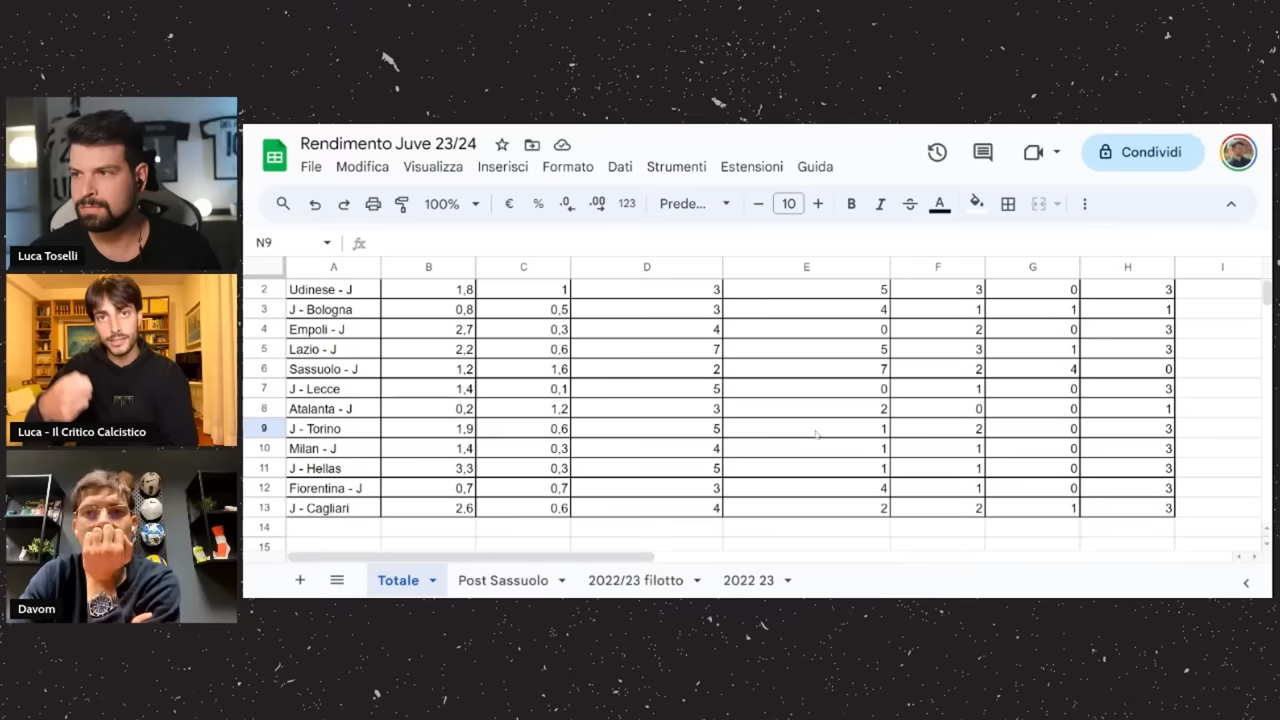 Luca Toselli
Luca - Il Critico Calcistico
Davom
Rendimento Juve 23/24
File Modifica Visualizza Inserisci Formato Dati Strumenti Estensioni Guida
Condividi
100% € % .0 .00 123 Prede... − 10 + B I S A
N9 fx
A B C D E F G H I
2 Udinese - J 1,8 1 3 5 3 0 3
3 J - Bologna 0,8 0,5 3 4 1 1 1
4 Empoli - J 2,7 0,3 4 0 2 0 3
5 Lazio - J 2,2 0,6 7 5 3 1 3
6 Sassuolo - J 1,2 1,6 2 7 2 4 0
7 J - Lecce 1,4 0,1 5 0 1 0 3
8 Atalanta - J 0,2 1,2 3 2 0 0 1
9 J - Torino 1,9 0,6 5 1 2 0 3
10 Milan - J 1,4 0,3 4 1 1 0 3
11 J - Hellas 3,3 0,3 5 1 1 0 3
12 Fiorentina - J 0,7 0,7 3 4 1 0 3
13 J - Cagliari 2,6 0,6 4 2 2 1 3
14
15
+ Totale Post Sassuolo 2022/23 filotto 2022 23